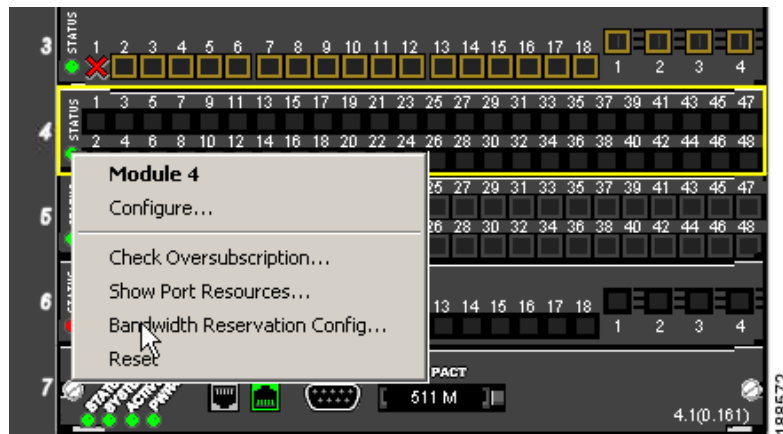 3 STATUS 1 2 3 4 5 6 7 8 9 10 11 12 13 14 15 16 17 18 1 2 3 4
STATUS 1 3 5 7 9 11 13 15 17 19 21 23 25 27 29 31 33 35 37 39 41 43 45 47
4
2 4 6 8 10 12 14 16 18 20 22 24 26 28 30 32 34 36 38 40 42 44 46 48
Module 4
Configure...
Check Oversubscription...
Show Port Resources...
Bandwidth Reservation Config...
Reset
25 27 29 31 33 35 37 39 41 43 45 47
5
26 28 30 32 34 36 38 40 42 44 46 48
6
13 14 15 16 17 18 1 2 3 4
7
PACT
511 M
4.1(0.161)
188572